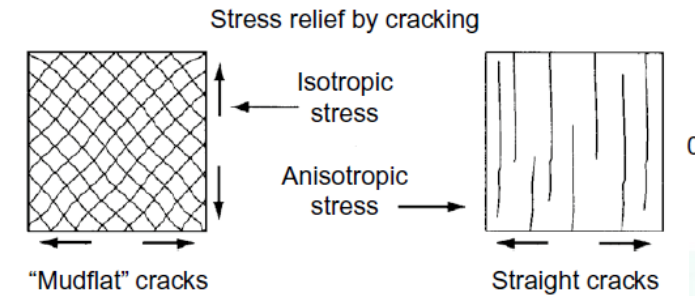 Stress relief by cracking
Isotropic
stress
Anisotropic
stress
“Mudflat” cracks
Straight cracks